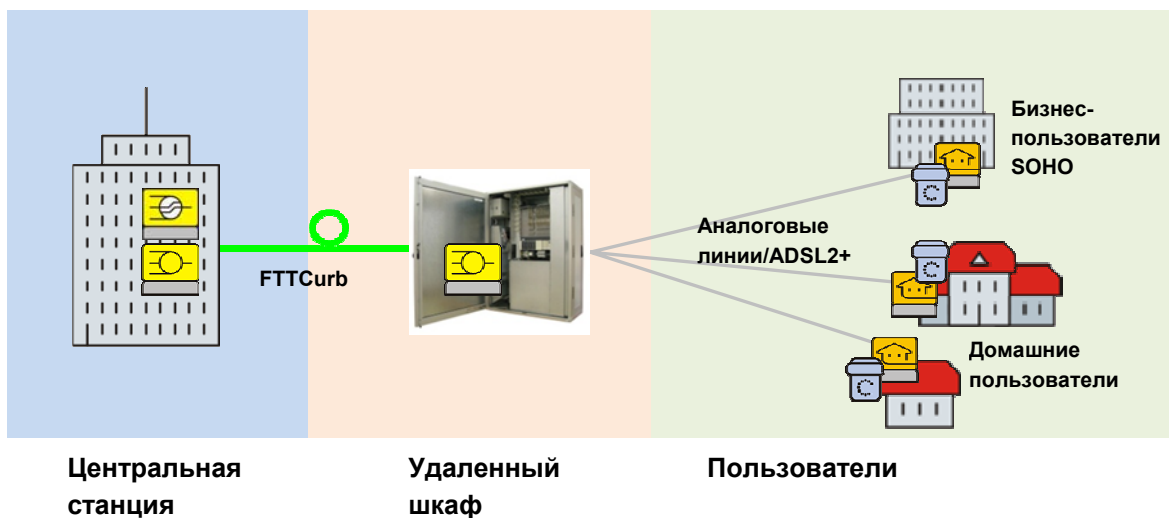 Бизнес-
пользователи
SOHO
Аналоговые
линии/ADSL2+
FTTCurb
Домашние
пользователи
Центральная
станция
Удаленный
шкаф
Пользователи